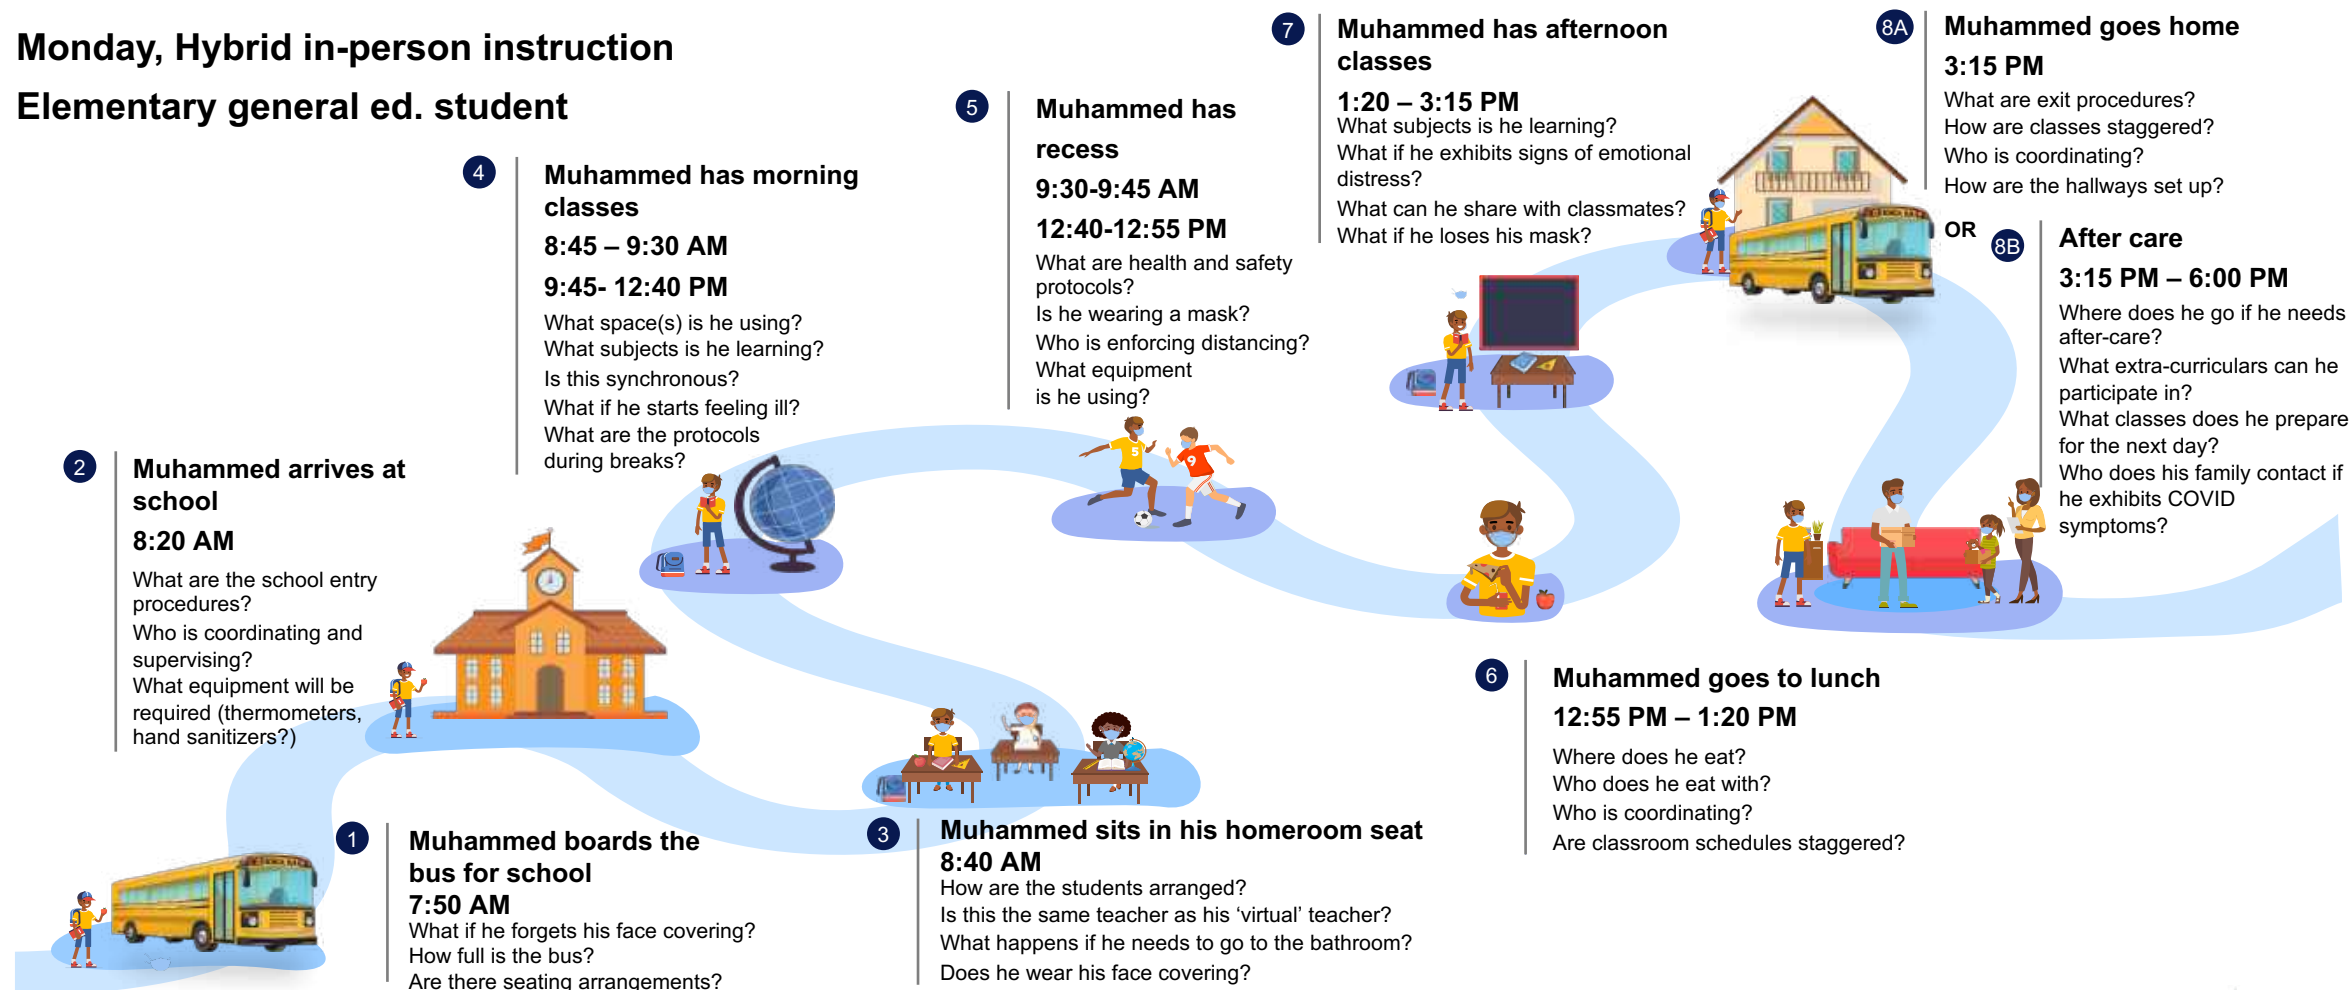 Monday, Hybrid in-person instruction
Elementary general ed. student
1
Muhammed boards the
bus for school
7:50 AM
What if he forgets his face covering?
How full is the bus?
Are there seating arrangements?
2
Muhammed arrives at
school
8:20 AM
What are the school entry
procedures?
Who is coordinating and
supervising?
What equipment will be
required (thermometers,
hand sanitizers?)
3
Muhammed sits in his homeroom seat
8:40 AM
How are the students arranged?
Is this the same teacher as his ‘virtual’ teacher?
What happens if he needs to go to the bathroom?
Does he wear his face covering?
4
Muhammed has morning
classes
8:45 – 9:30 AM
9:45- 12:40 PM
What space(s) is he using?
What subjects is he learning?
Is this synchronous?
What if he starts feeling ill?
What are the protocols
during breaks?
5
Muhammed has
recess
9:30-9:45 AM
12:40-12:55 PM
What are health and safety
protocols?
Is he wearing a mask?
Who is enforcing distancing?
What equipment
is he using?
5
9
6
Muhammed goes to lunch
12:55 PM – 1:20 PM
Where does he eat?
Who does he eat with?
Who is coordinating?
Are classroom schedules staggered?
7
Muhammed has afternoon
classes
1:20 – 3:15 PM
What subjects is he learning?
What if he exhibits signs of emotional
distress?
What can he share with classmates?
What if he loses his mask?
8A
Muhammed goes home
3:15 PM
What are exit procedures?
How are classes staggered?
Who is coordinating?
How are the hallways set up?
OR
8B
After care
3:15 PM – 6:00 PM
Where does he go if he needs
after-care?
What extra-curriculars can he
participate in?
What classes does he prepare
for the next day?
Who does his family contact if
he exhibits COVID
symptoms?